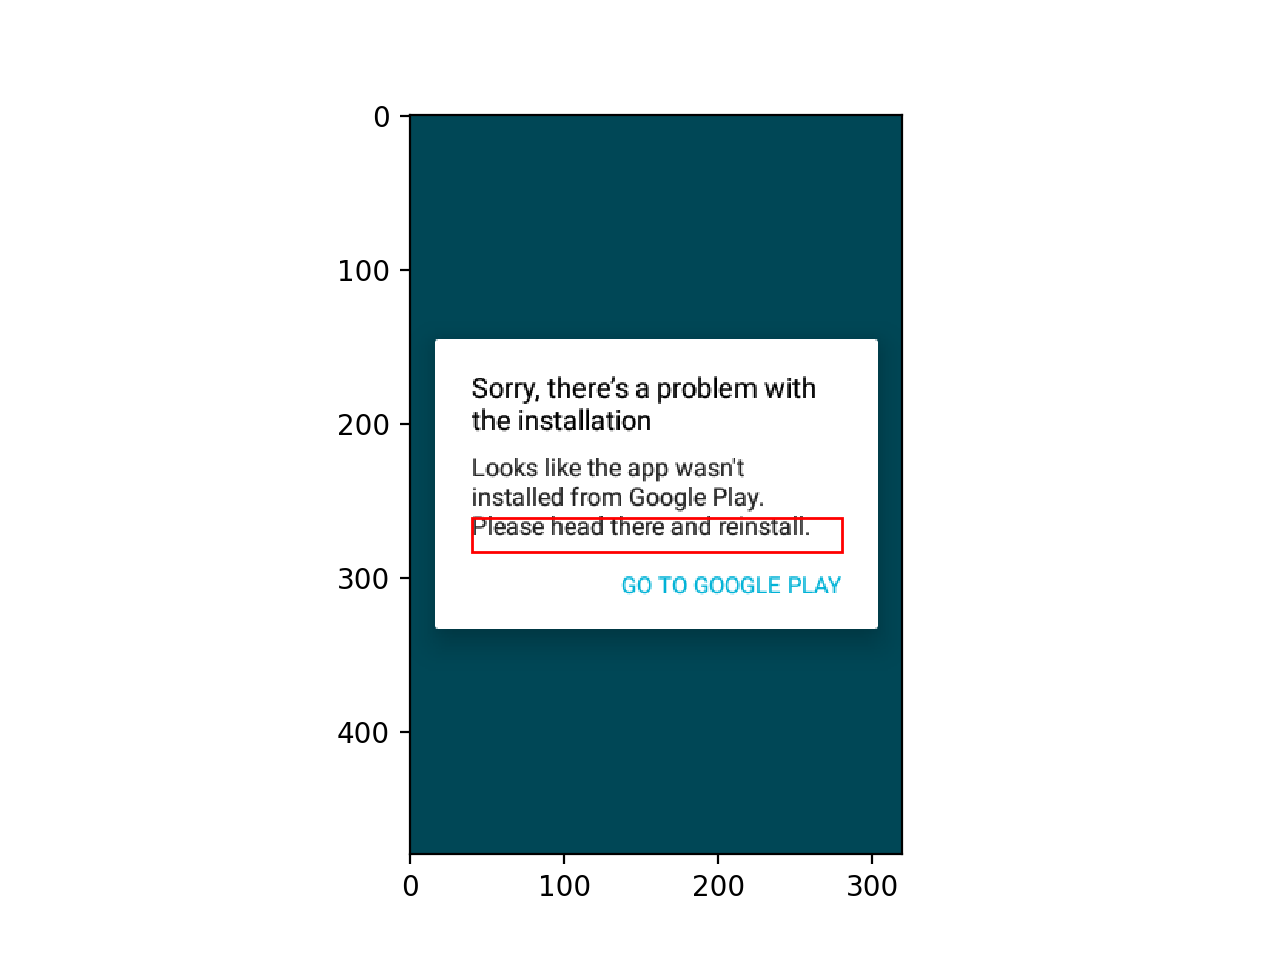 0
100
200
300
400
Sorry, there’s a problem with
the installation
Looks like the app wasn't
installed from Google Play.
Please head there and reinstall.
GO TO GOOGLE PLAY
0 100 200 300